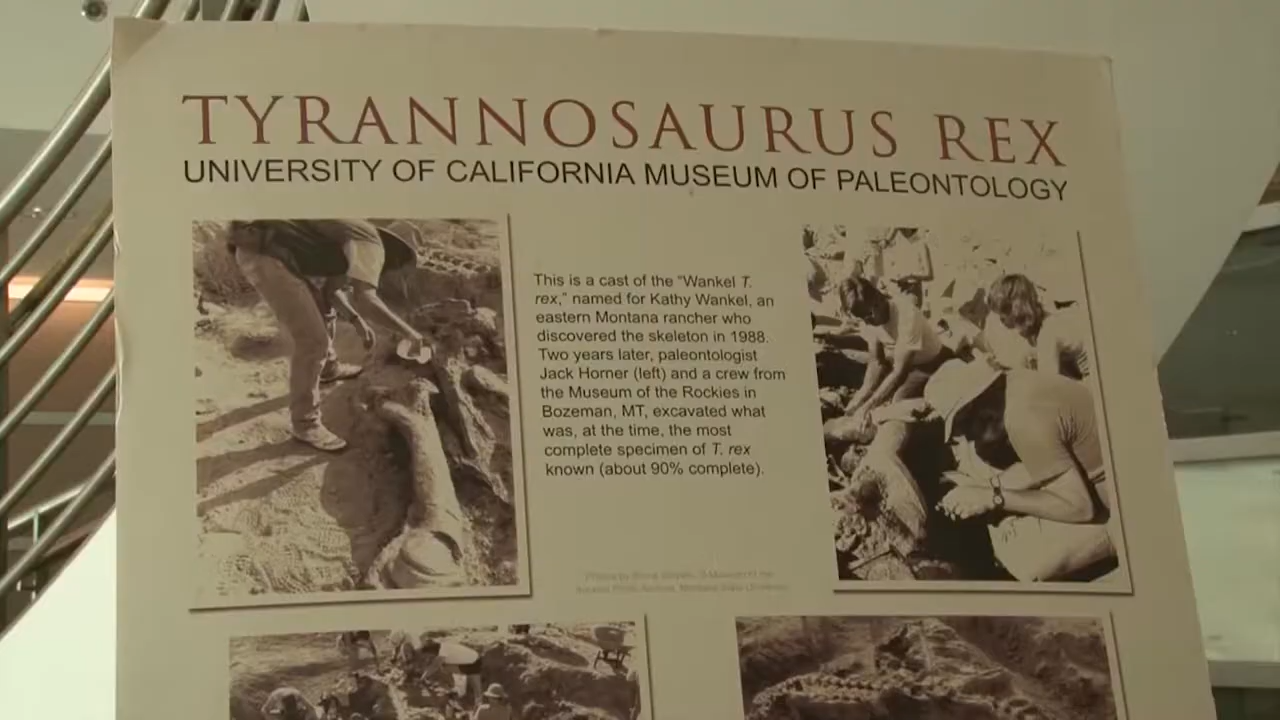 TYRANNOSAURUS REX
UNIVERSITY OF CALIFORNIA MUSEUM OF PALEONTOLOGY
This is a cast of the “Wankel T.
rex,” named for Kathy Wankel, an
eastern Montana rancher who
discovered the skeleton in 1988.
Two years later, paleontologist
Jack Horner (left) and a crew from
the Museum of the Rockies in
Bozeman, MT, excavated what
was, at the time, the most
complete specimen of T. rex
known (about 90% complete).